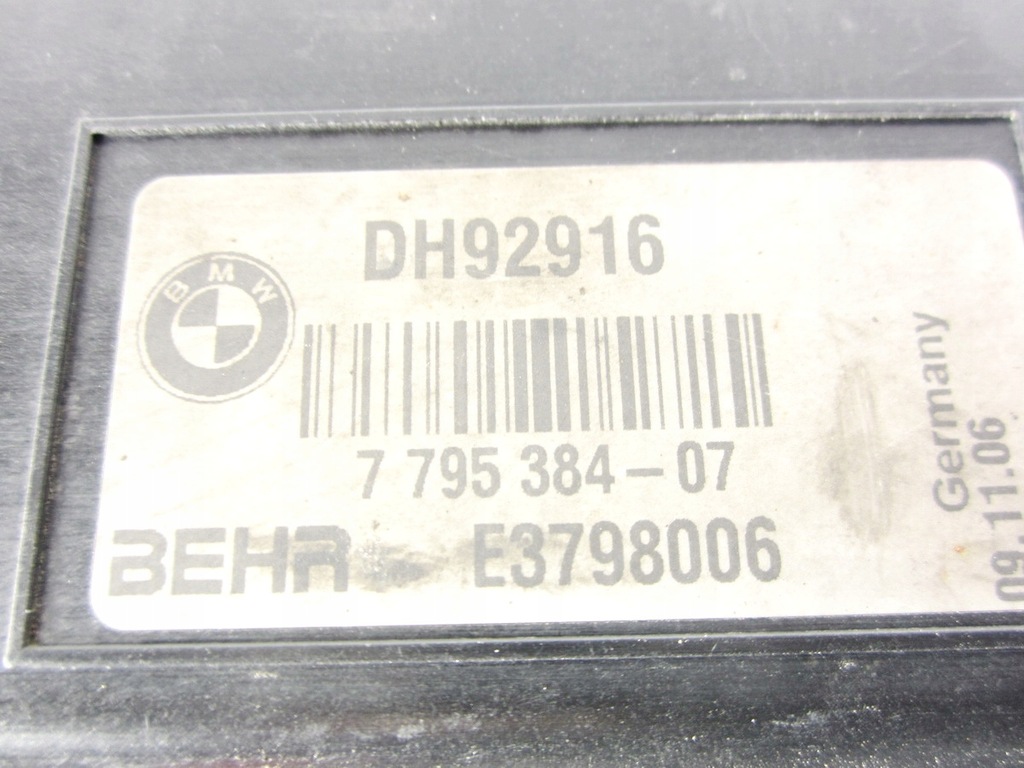 DH92916
BMW
7 795 384-07
BEHR E3798006
Germany
09.11.06